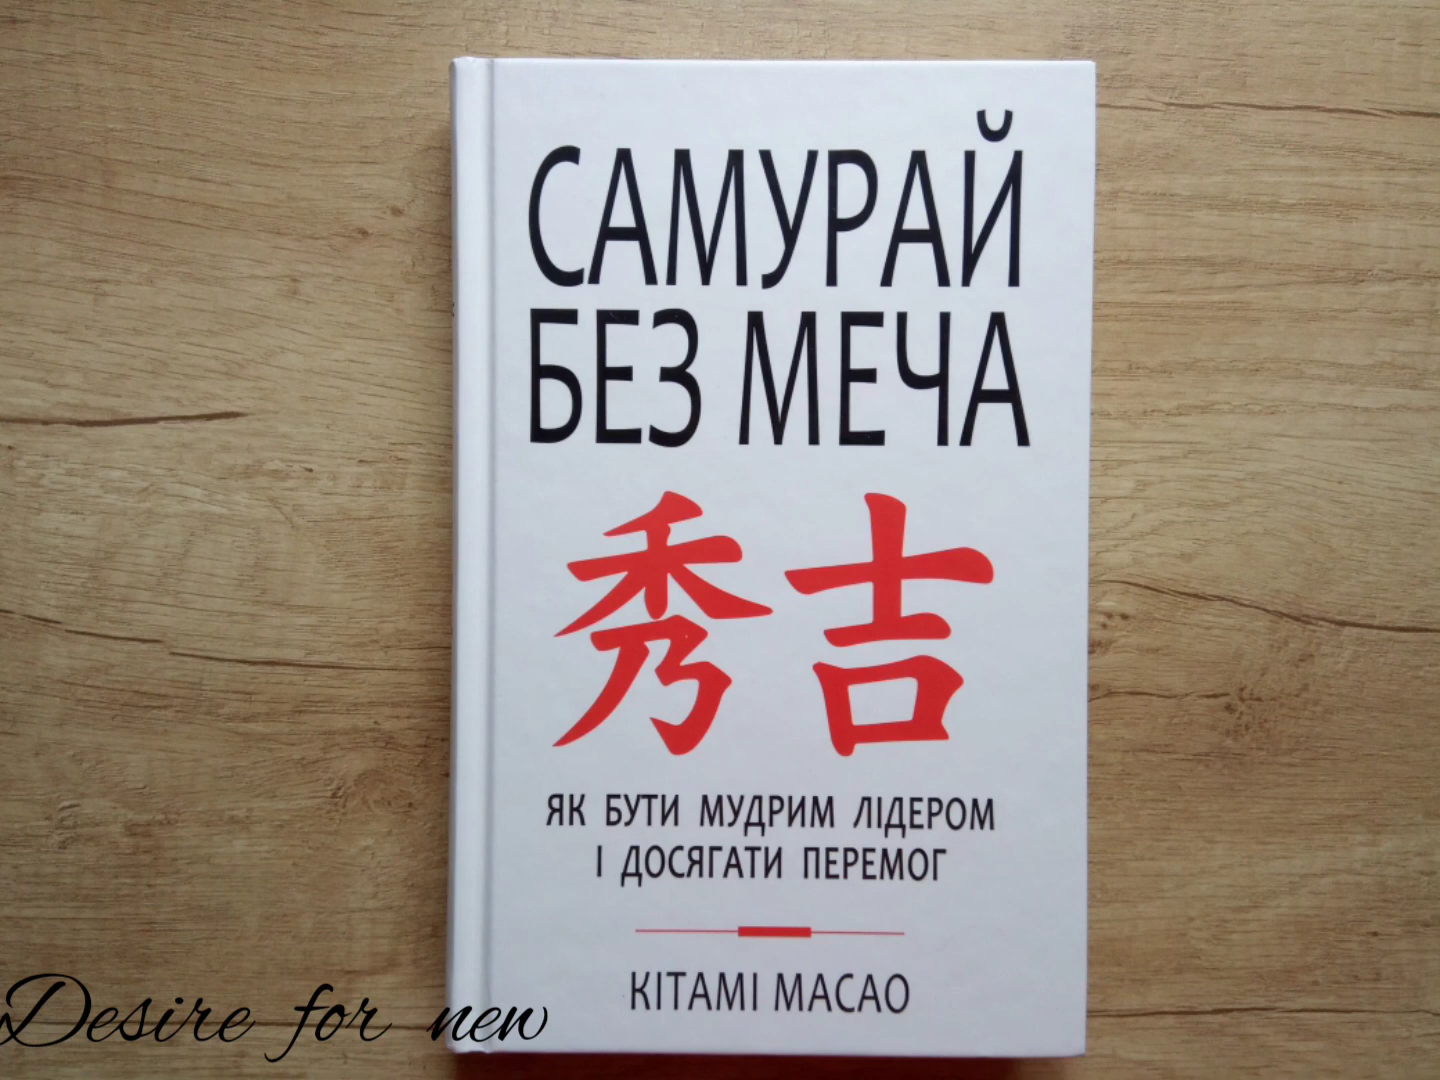 САМУРАЙ
БЕЗ МЕЧА
秀吉
ЯК БУТИ МУДРИМ ЛІДЕРОМ
І ДОСЯГАТИ ПЕРЕМОГ
КІТАМІ МАСАО
Desire for new